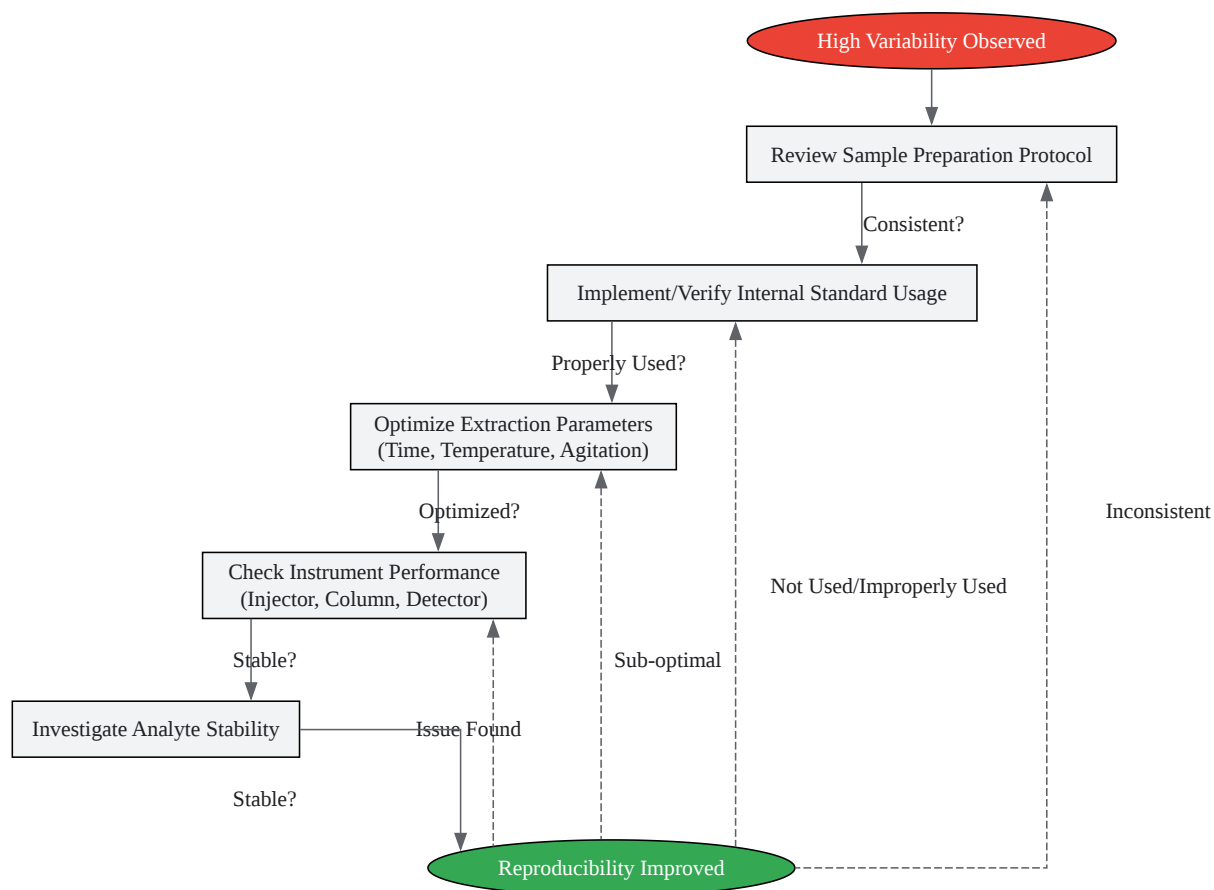 High Variability Observed
Review Sample Preparation Protocol
Consistent?
Implement/Verify Internal Standard Usage
Properly Used?
Optimize Extraction Parameters
(Time, Temperature, Agitation)
Optimized?
Inconsistent
Check Instrument Performance
(Injector, Column, Detector)
Not Used/Improperly Used
Stable?
Sub-optimal
Investigate Analyte Stability
Issue Found
Stable?
Reproducibility Improved